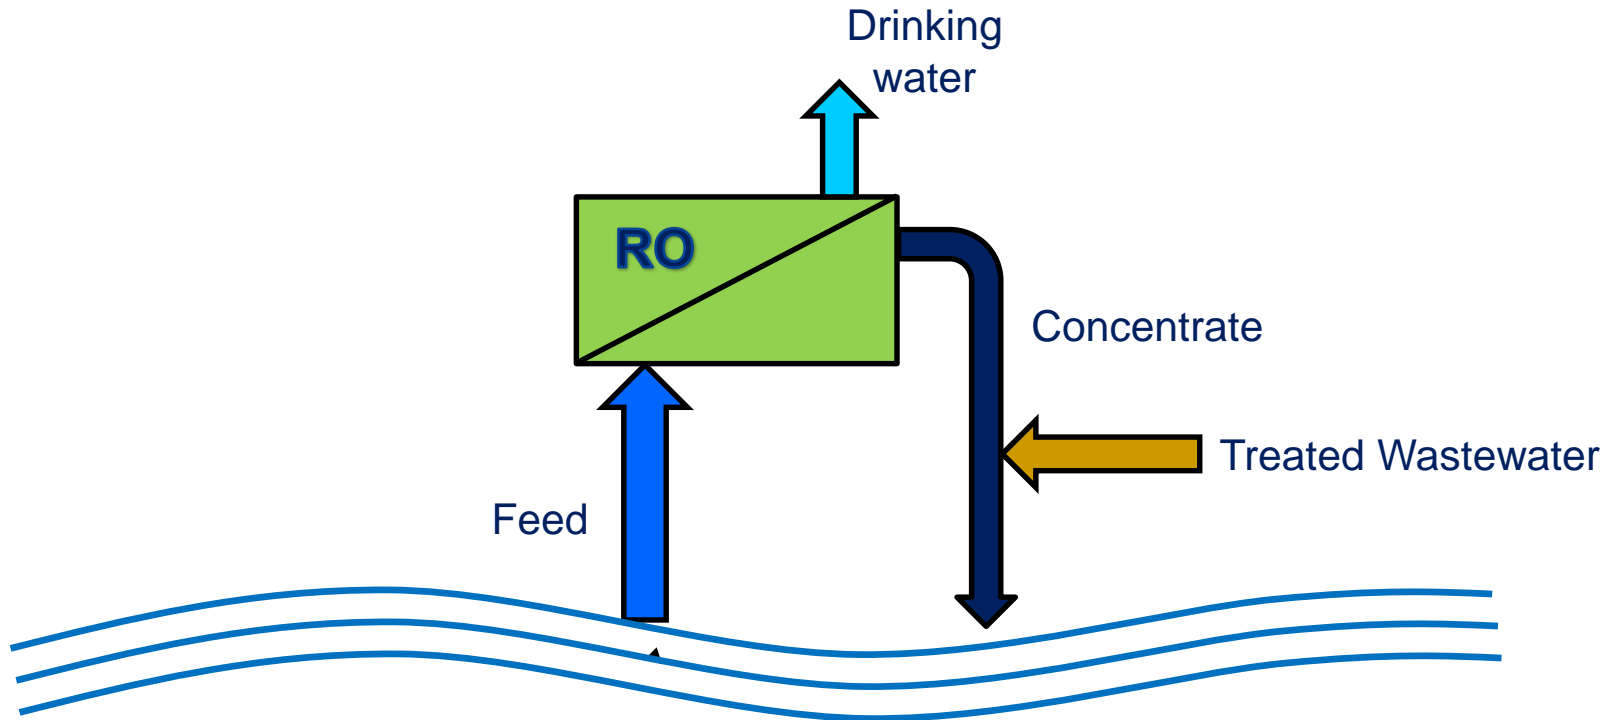 Drinking
water
RO
Concentrate
Treated Wastewater
Feed